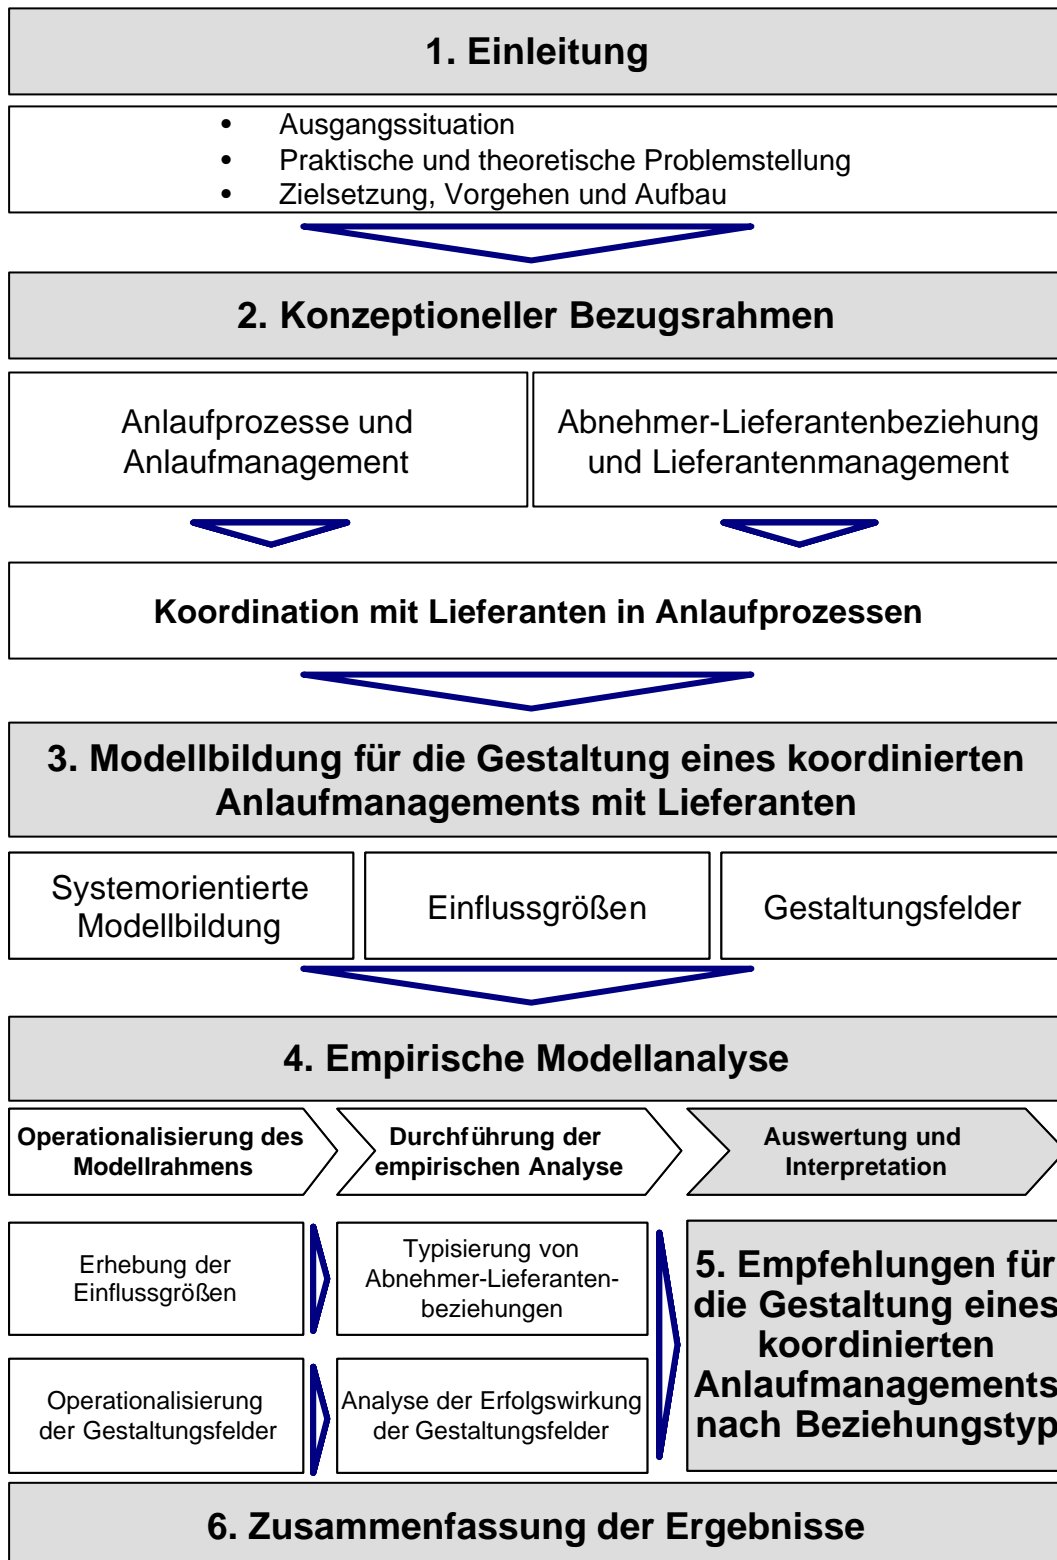 1. Einleitung
• Ausgangssituation
• Praktische und theoretische Problemstellung
• Zielsetzung, Vorgehen und Aufbau
2. Konzeptioneller Bezugsrahmen
Anlaufprozesse und
Anlaufmanagement
Abnehmer-Lieferantenbeziehung
und Lieferantenmanagement
Koordination mit Lieferanten in Anlaufprozessen
3. Modellbildung für die Gestaltung eines koordinierten
Anlaufmanagements mit Lieferanten
Systemorientierte
Modellbildung
Einflussgrößen
Gestaltungsfelder
4. Empirische Modellanalyse
Operationalisierung des
Modellrahmens
Durchführung der
empirischen Analyse
Auswertung und
Interpretation
Erhebung der
Einflussgrößen
Typisierung von
Abnehmer-Lieferanten-
beziehungen
Operationalisierung
der Gestaltungsfelder
Analyse der Erfolgswirkung
der Gestaltungsfelder
5. Empfehlungen für
die Gestaltung eines
koordinierten
Anlaufmanagements
nach Beziehungstyp
6. Zusammenfassung der Ergebnisse